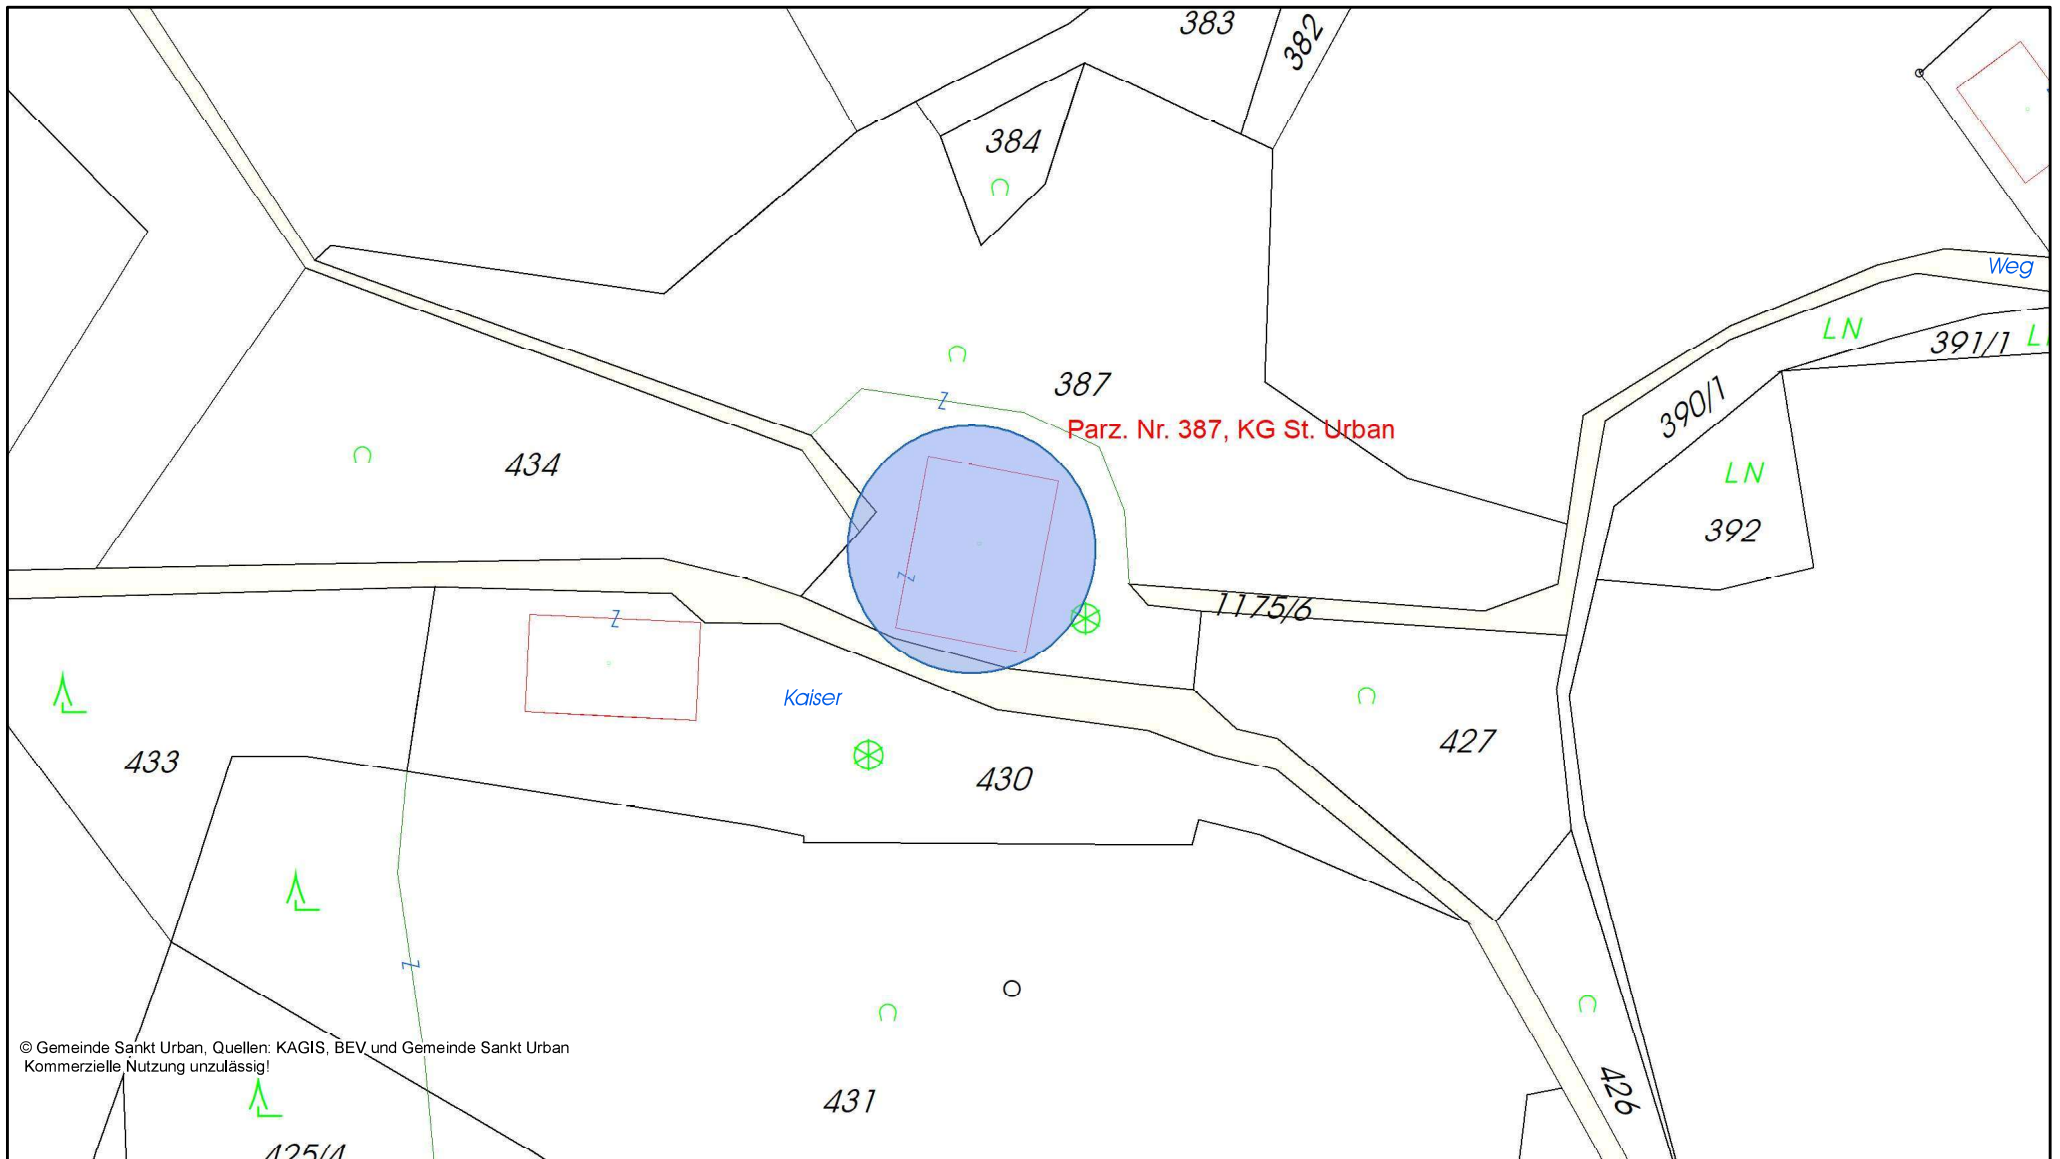 383
382
384
Weg
LN
391/1
387
390/1
Parz. Nr. 387, KG St. Urban
434
LN
392
1175/6
Kaiser
427
433
430
© Gemeinde Sankt Urban, Quellen: KAGIS, BEV und Gemeinde Sankt Urban
Kommerzielle Nutzung unzulässig!
426
431
425/4